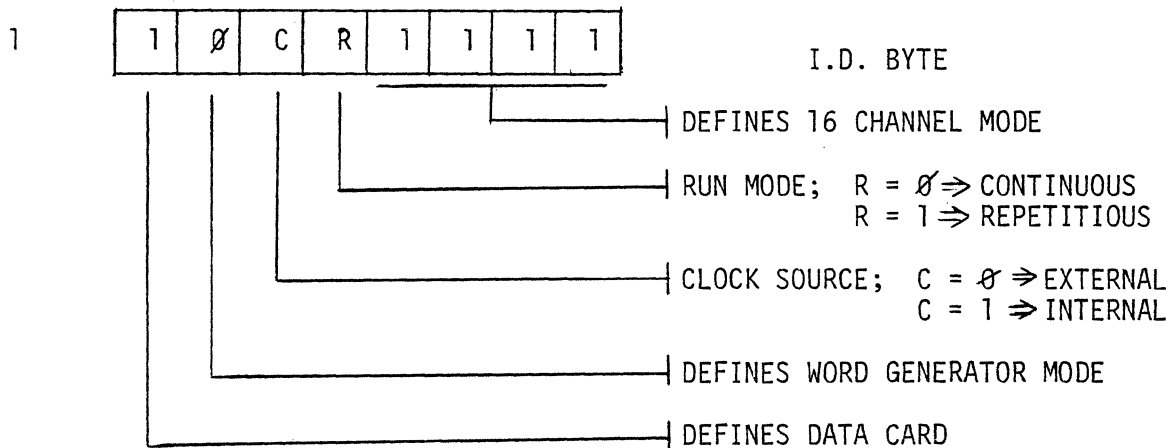 1 1 Ø C R 1 1 1 1
I.D. BYTE
DEFINES 16 CHANNEL MODE
RUN MODE; R = Ø ⇒ CONTINUOUS
R = 1 ⇒ REPETITIOUS
CLOCK SOURCE; C = Ø ⇒ EXTERNAL
C = 1 ⇒ INTERNAL
DEFINES WORD GENERATOR MODE
DEFINES DATA CARD